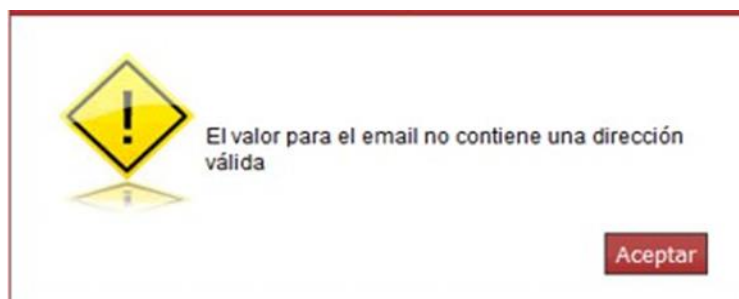 El valor para el email no contiene una dirección
válida
Aceptar